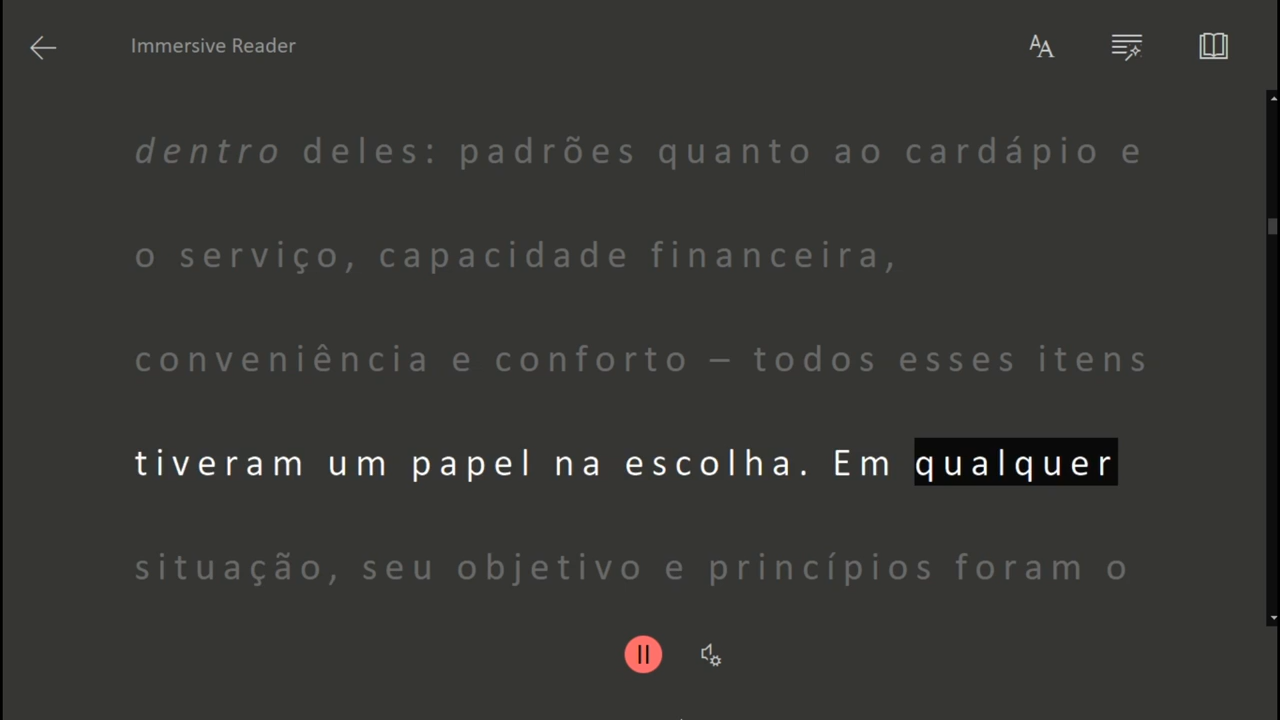 Immersive Reader
dentro deles: padrões quanto ao cardápio e
o serviço, capacidade financeira,
conveniência e conforto – todos esses itens
tiveram um papel na escolha. Em qualquer
situação, seu objetivo e princípios foram o